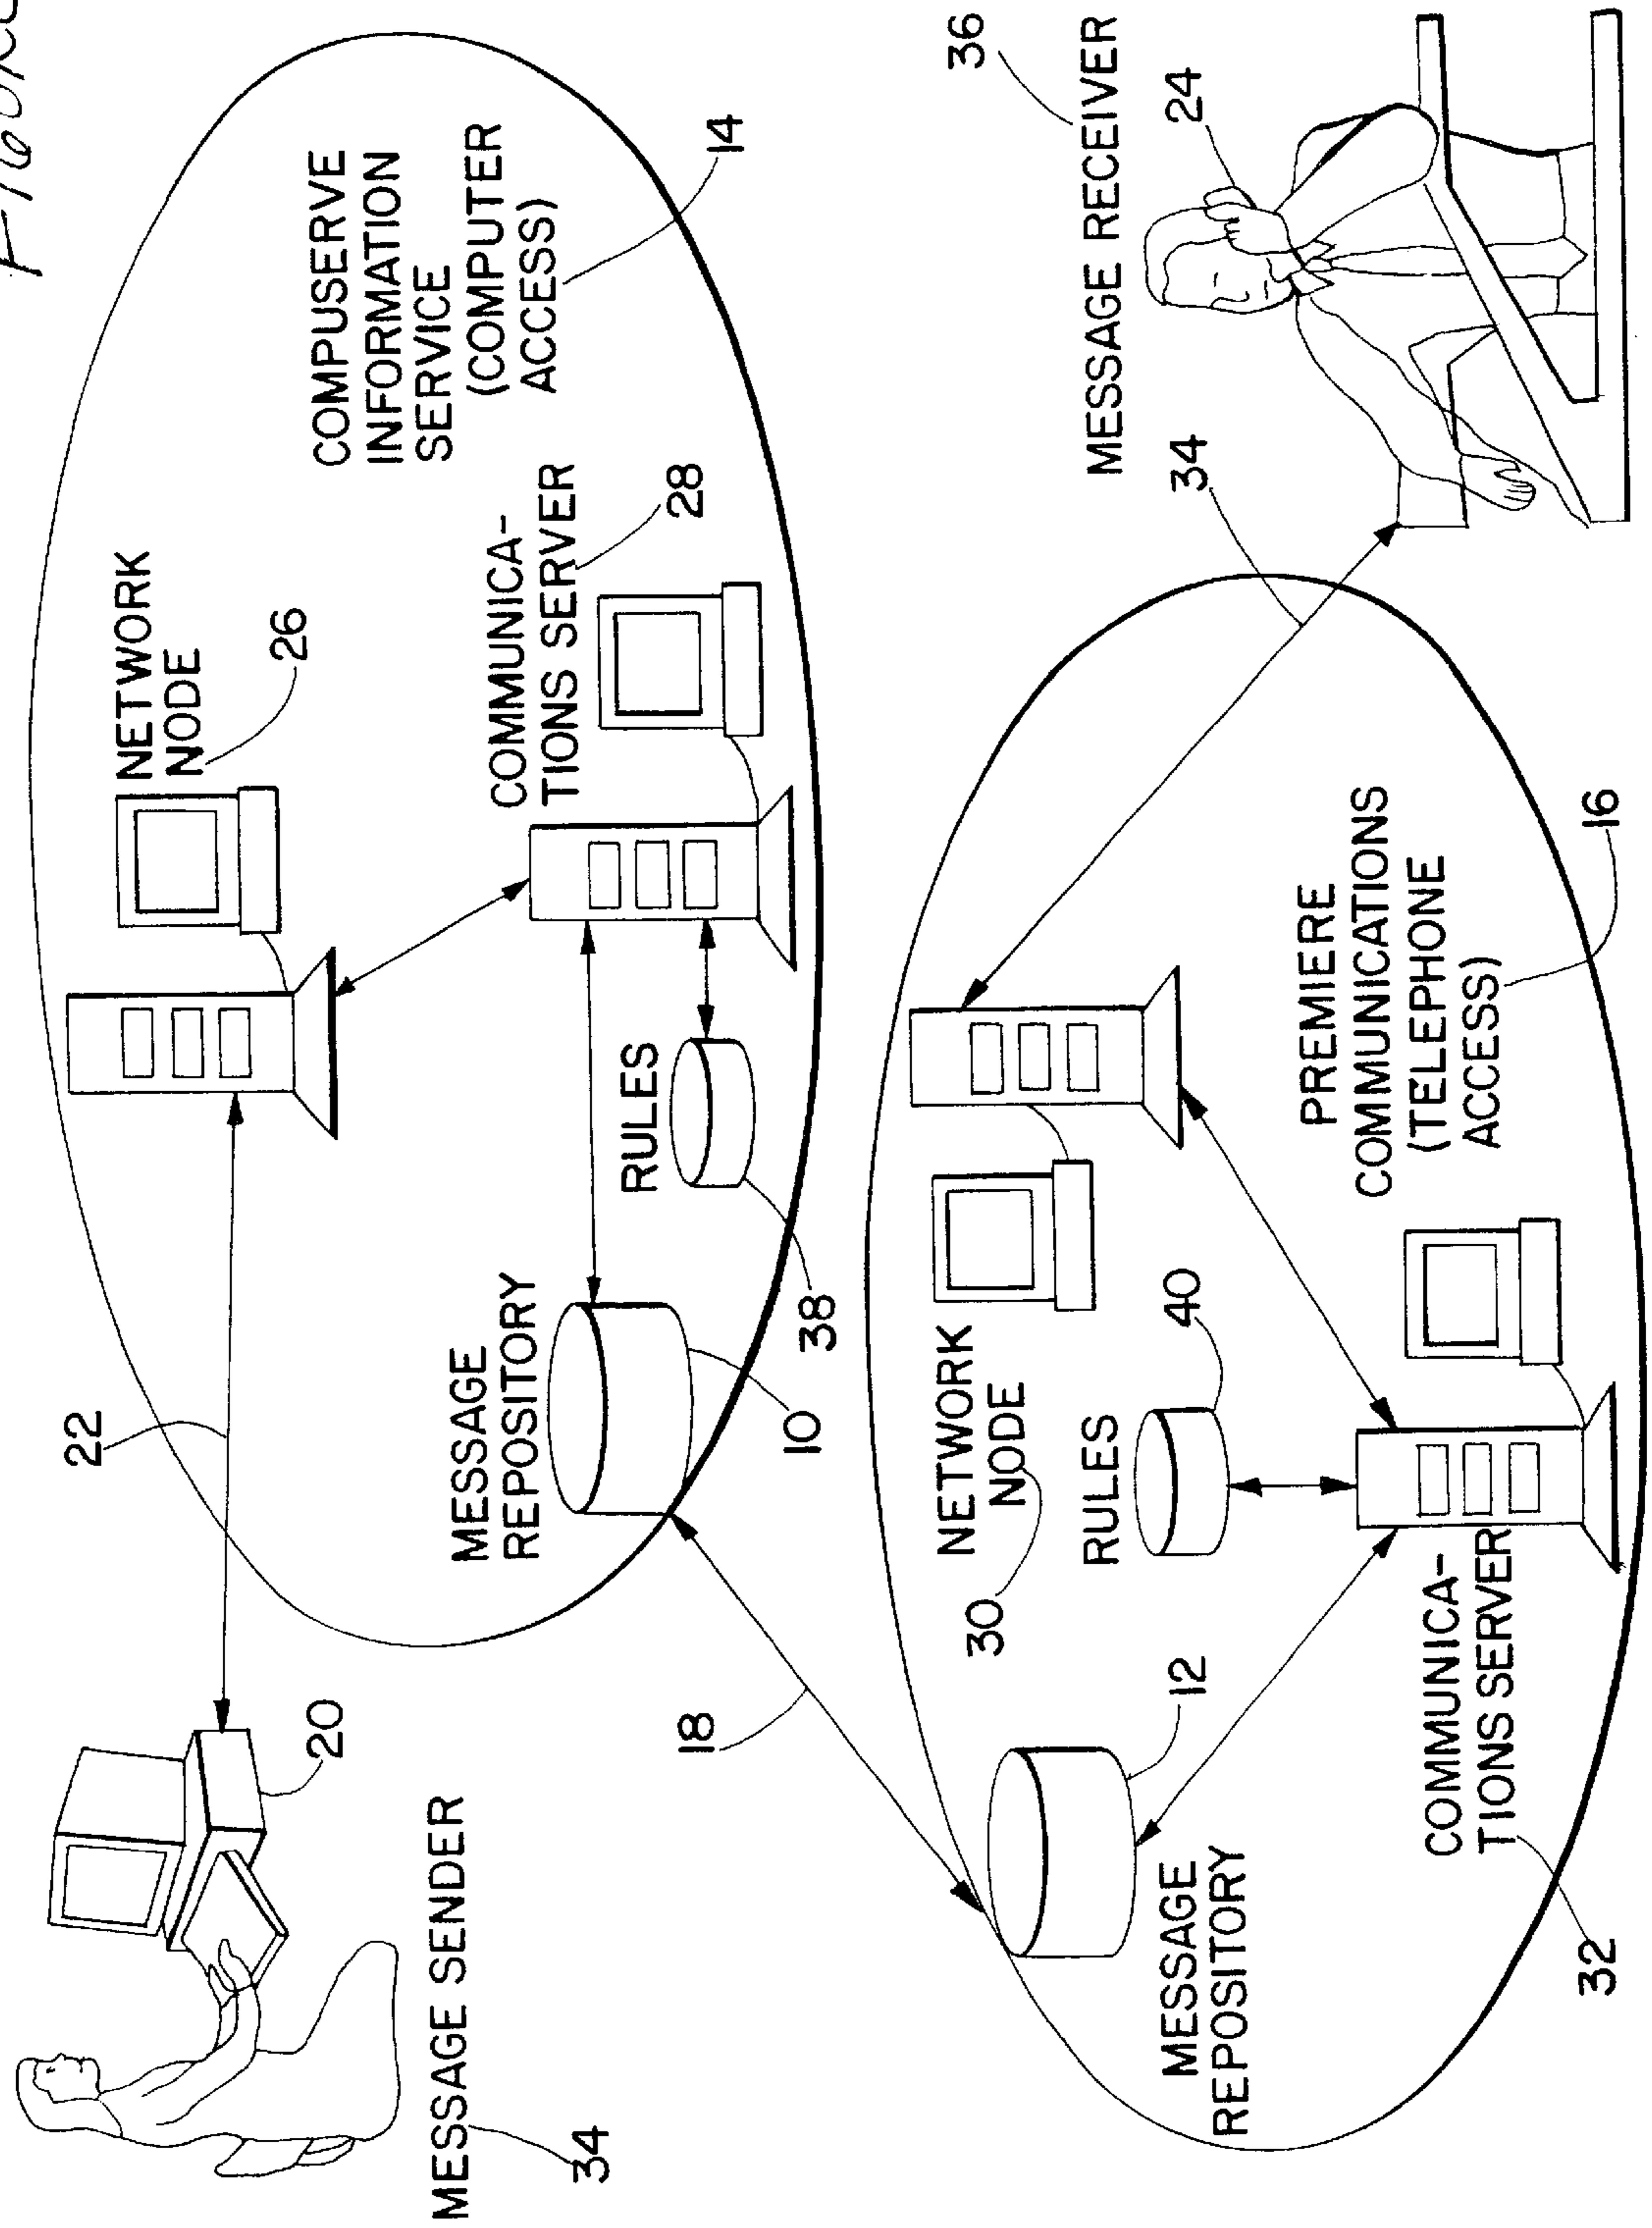 22
NETWORK
NODE
26
20
MESSAGE SENDER
34
COMPUSERVE
INFORMATION
SERVICE
(COMPUTER
ACCESS)
14
COMMUNICA-
TIONS SERVER
28
MESSAGE
REPOSITORY
10
RULES
38
18
MESSAGE RECEIVER
36
24
34
NETWORK
NODE
30
RULES
40
12
MESSAGE
REPOSITORY
PREMIERE
COMMUNICATIONS
(TELEPHONE
ACCESS)
16
COMMUNICA-
TIONS SERVER
32